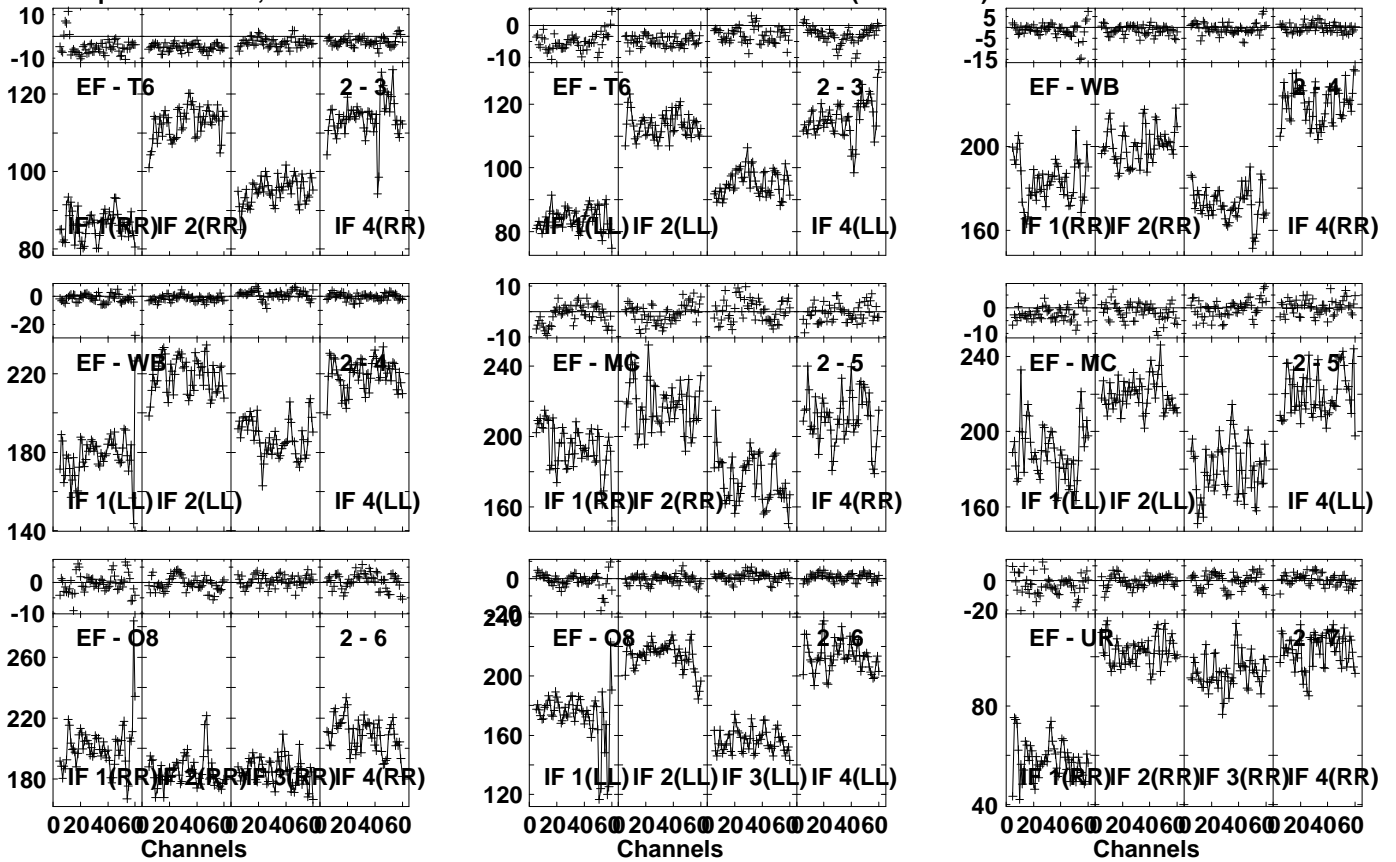 10
0
-10
EF - T6
2 - 3
120
100
80
IF 1(RR)
IF 2(RR)
IF 4(RR)
0
-10
EF - T6
2 - 3
120
100
80
IF 1(LL)
IF 2(LL)
IF 4(LL)
5
-5
-15
EF - WB
2 - 4
200
160
IF 1(RR)
IF 2(RR)
IF 4(RR)
0
-20
EF - WB
2 - 4
220
180
140
IF 1(LL)
IF 2(LL)
IF 4(LL)
10
0
-10
EF - MC
2 - 5
240
200
160
IF 1(RR)
IF 2(RR)
IF 4(RR)
0
-10
EF - MC
2 - 5
240
200
160
IF 1(LL)
IF 2(LL)
IF 4(LL)
0
-10
EF - O8
2 - 6
260
220
180
IF 1(RR)
IF 2(RR)
IF 3(RR)
IF 4(RR)
0 20 40 60 0 20 40 60 0 20 40 60 0 20 40 60
Channels
0
-20
EF - O8
2 - 6
240
200
160
120
IF 1(LL)
IF 2(LL)
IF 3(LL)
IF 4(LL)
0 20 40 60 0 20 40 60 0 20 40 60 0 20 40 60
Channels
0
-20
EF - UR
2 - 7
80
40
IF 1(RR)
IF 2(RR)
IF 3(RR)
IF 4(RR)
0 20 40 60 0 20 40 60 0 20 40 60 0 20 40 60
Channels